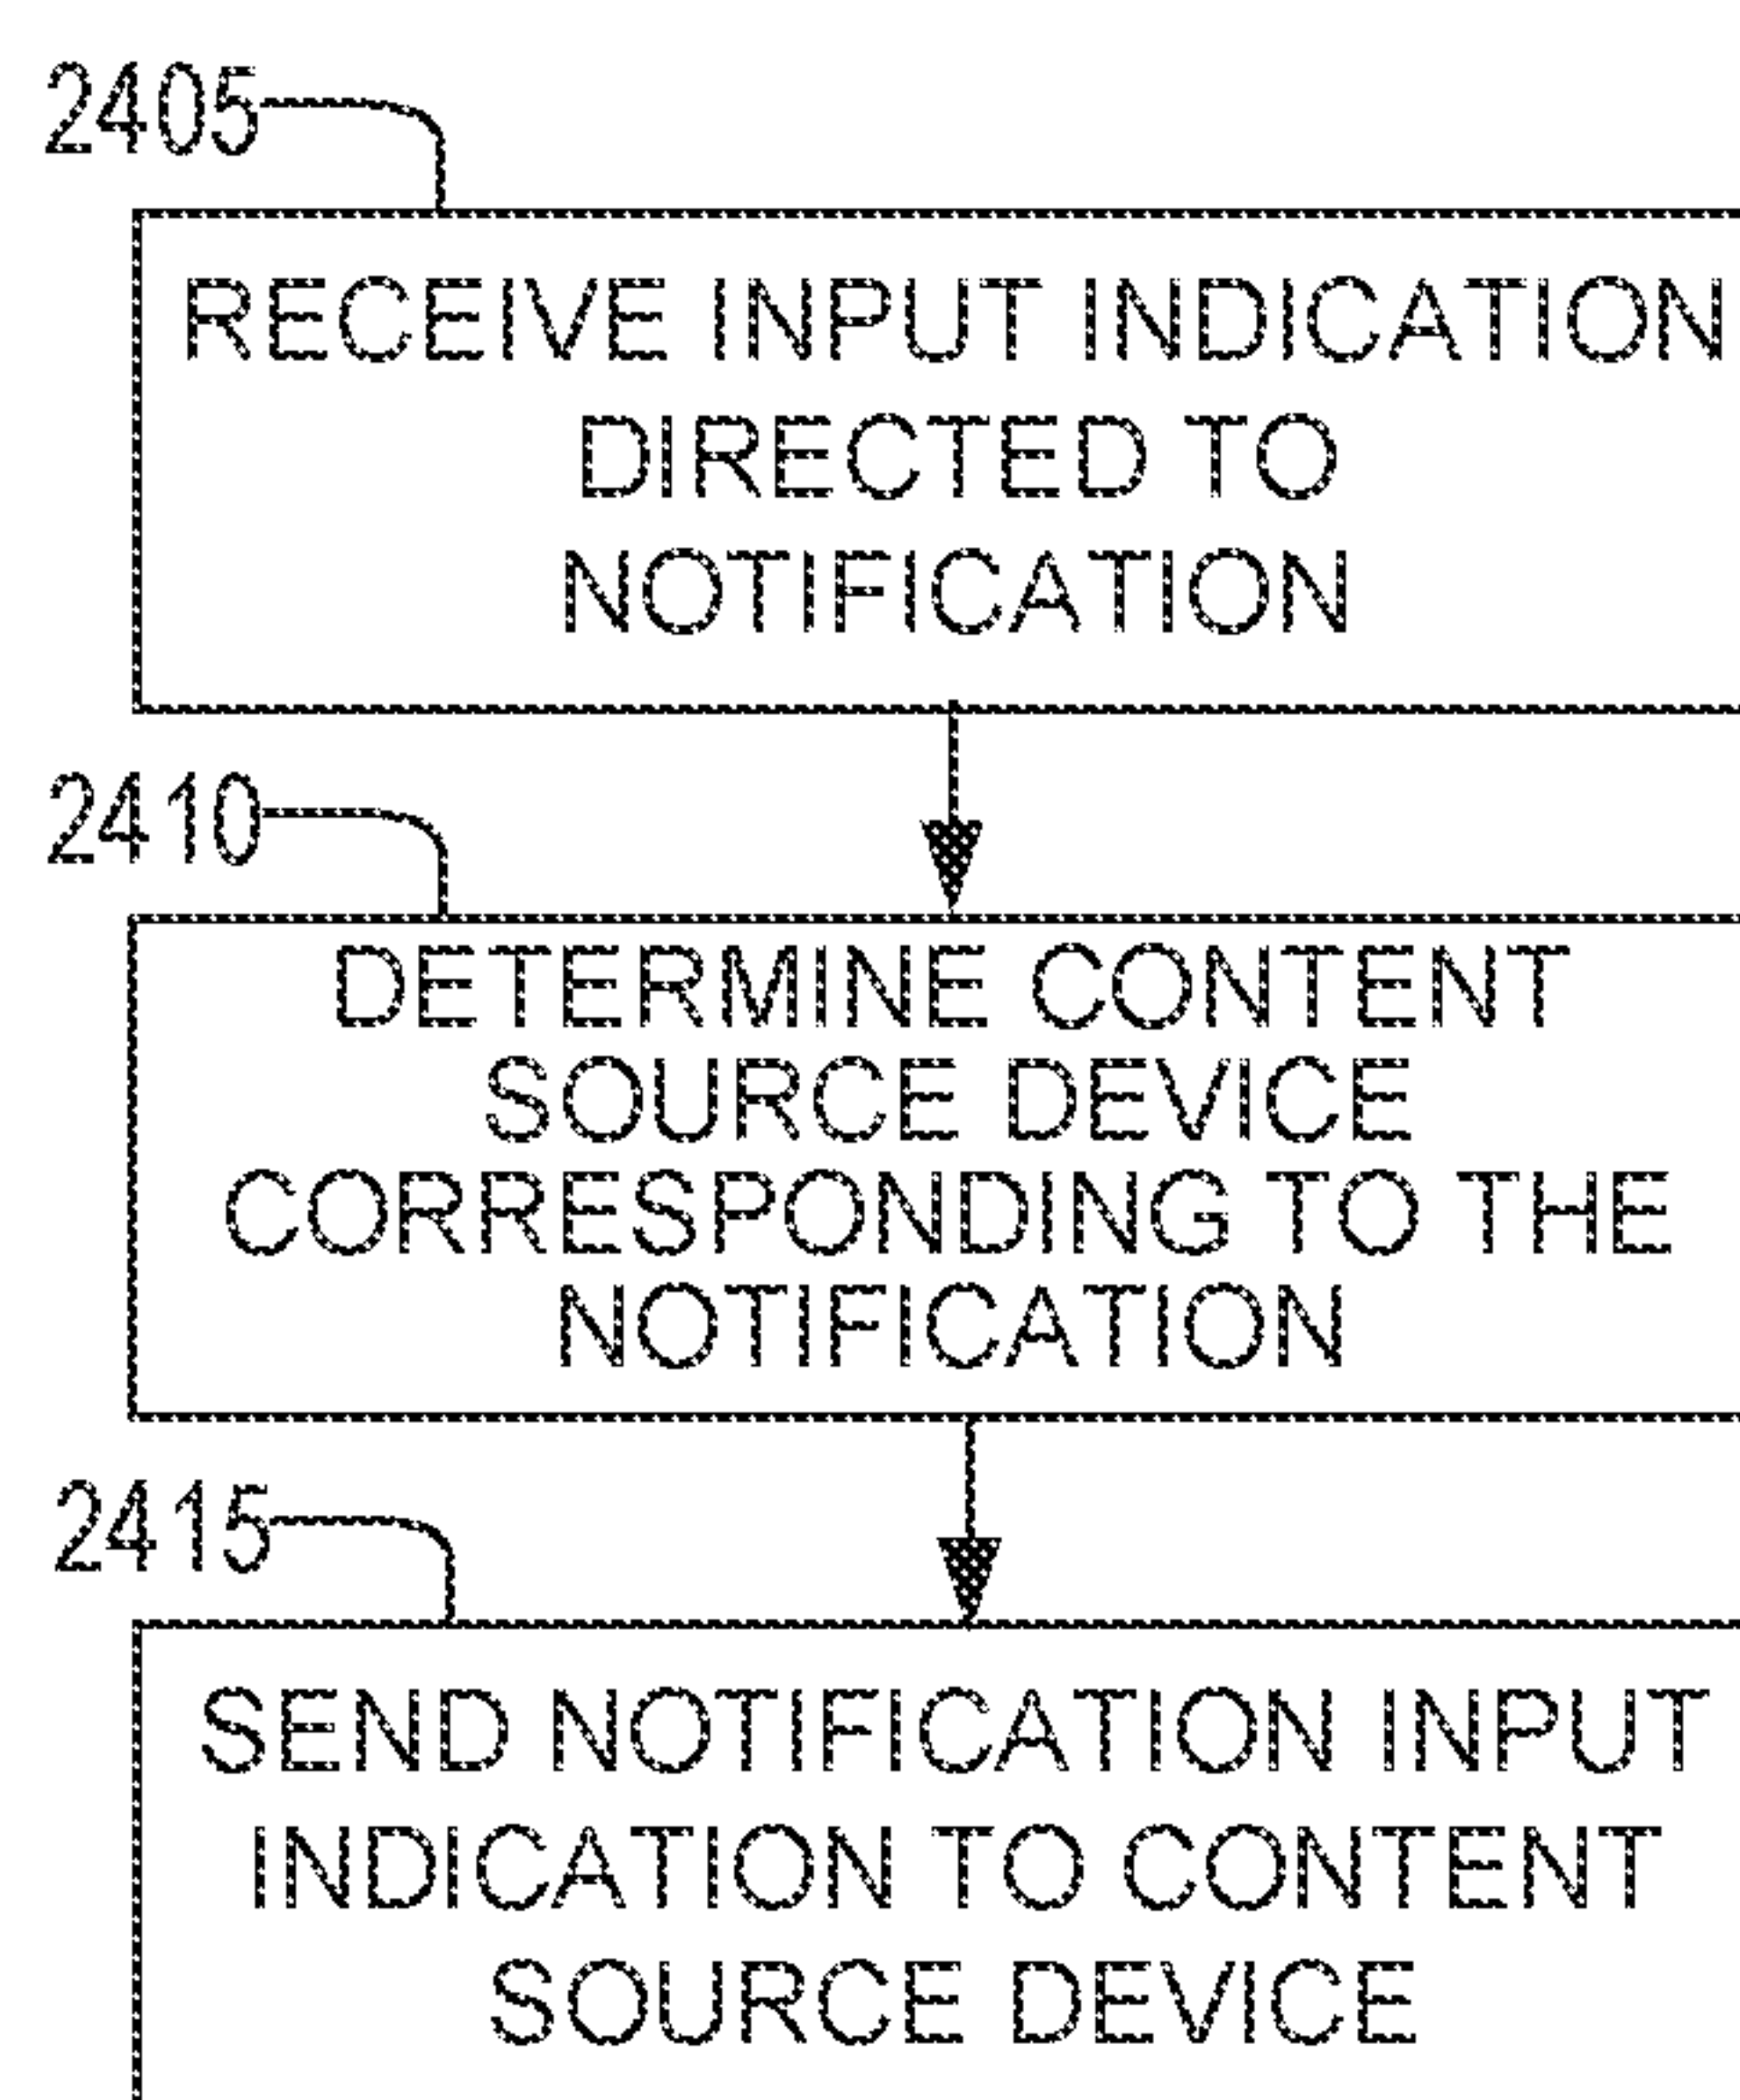 2405
RECEIVE INPUT INDICATION
DIRECTED TO
NOTIFICATION
2410
DETERMINE CONTENT
SOURCE DEVICE
CORRESPONDING TO THE
NOTIFICATION
2415
SEND NOTIFICATION INPUT
INDICATION TO CONTENT
SOURCE DEVICE